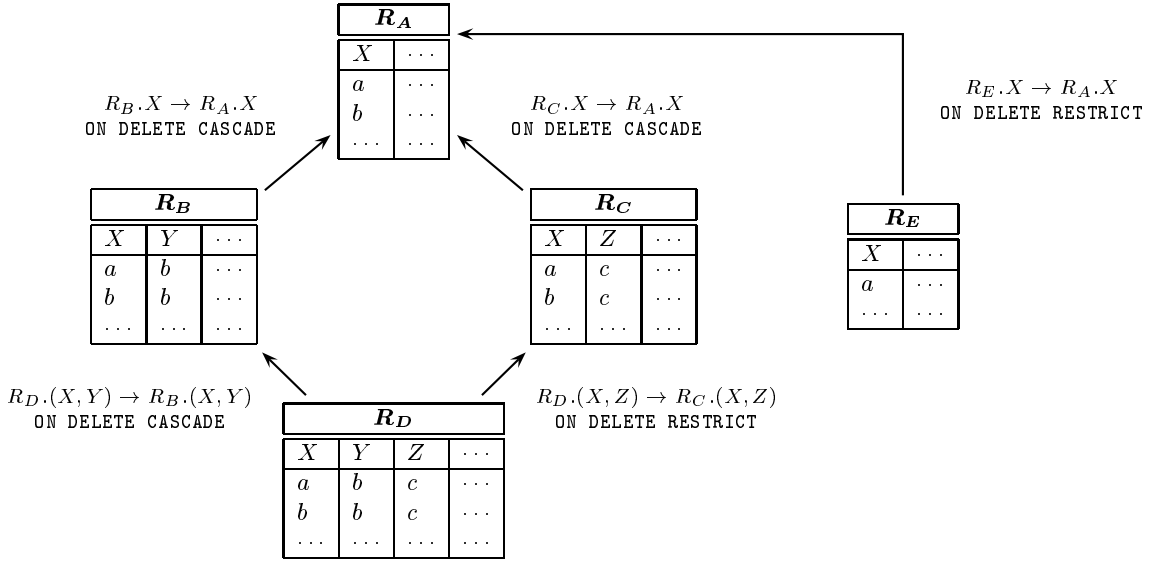 R_A
X ···
a ···
b ···
··· ···
R_B.X → R_A.X
ON DELETE CASCADE
R_C.X → R_A.X
ON DELETE CASCADE
R_E.X → R_A.X
ON DELETE RESTRICT
R_B
X Y ···
a b ···
b b ···
··· ··· ···
R_C
X Z ···
a c ···
b c ···
··· ··· ···
R_E
X ···
a ···
··· ···
R_D.(X, Y) → R_B.(X, Y)
ON DELETE CASCADE
R_D.(X, Z) → R_C.(X, Z)
ON DELETE RESTRICT
R_D
X Y Z ···
a b c ···
b b c ···
··· ··· ··· ···